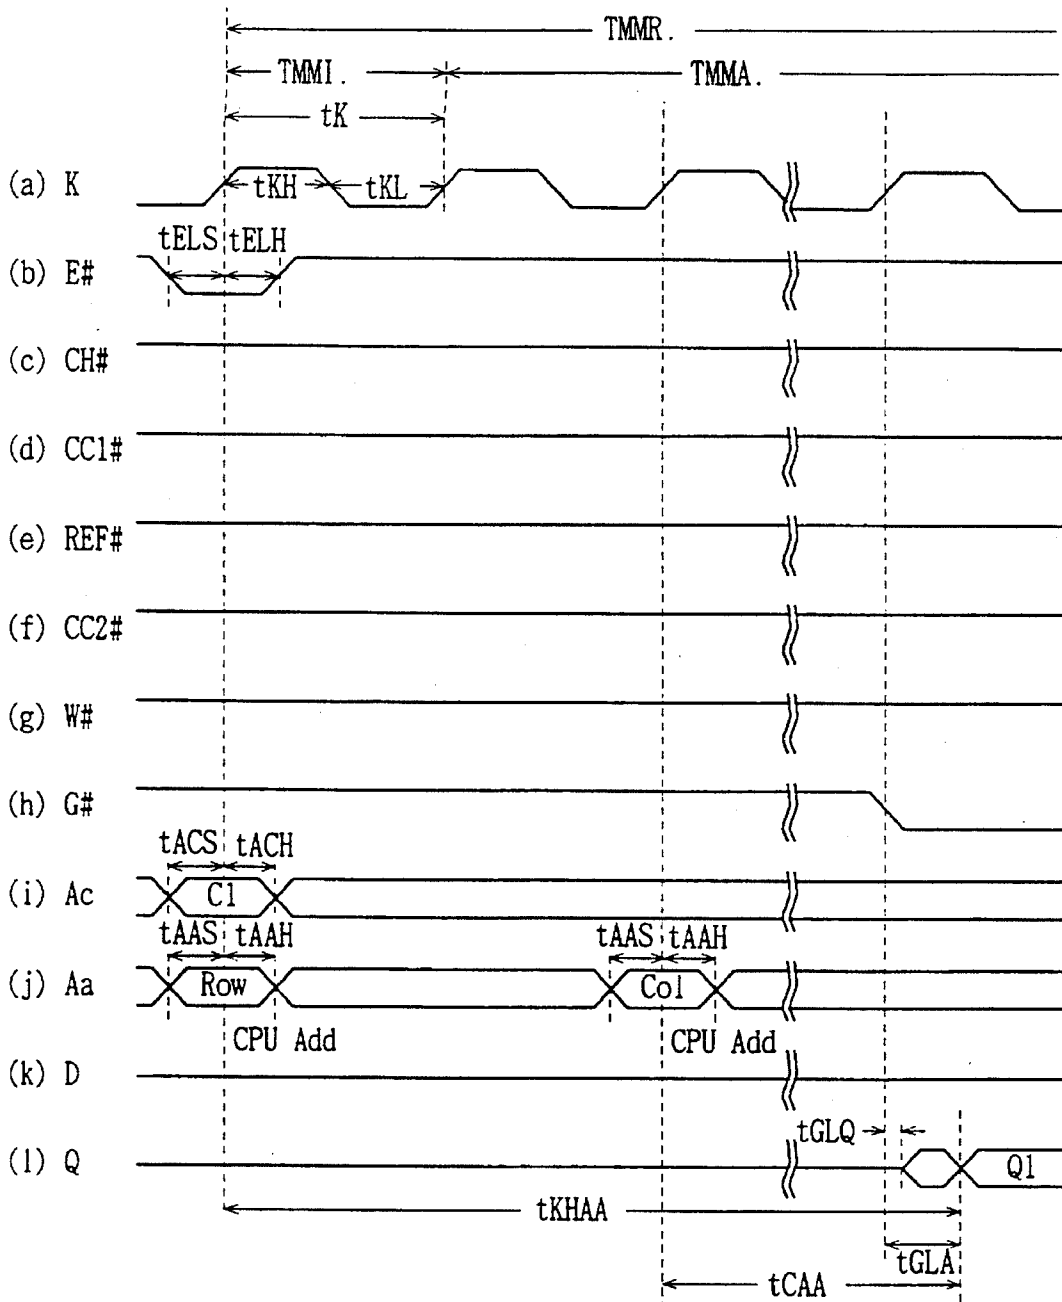 TMMR.
TMMI. TMMA.
tK
(a) K tKH tKL
tELS tELH
(b) E#
(c) CH#
(d) CC1#
(e) REF#
(f) CC2#
(g) W#
(h) G#
tACS tACH
(i) Ac C1
tAAS tAAH tAAS tAAH
(j) Aa Row Col
CPU Add CPU Add
(k) D
tGLQ
(l) Q Q1
tKHAA
tGLA
tCAA